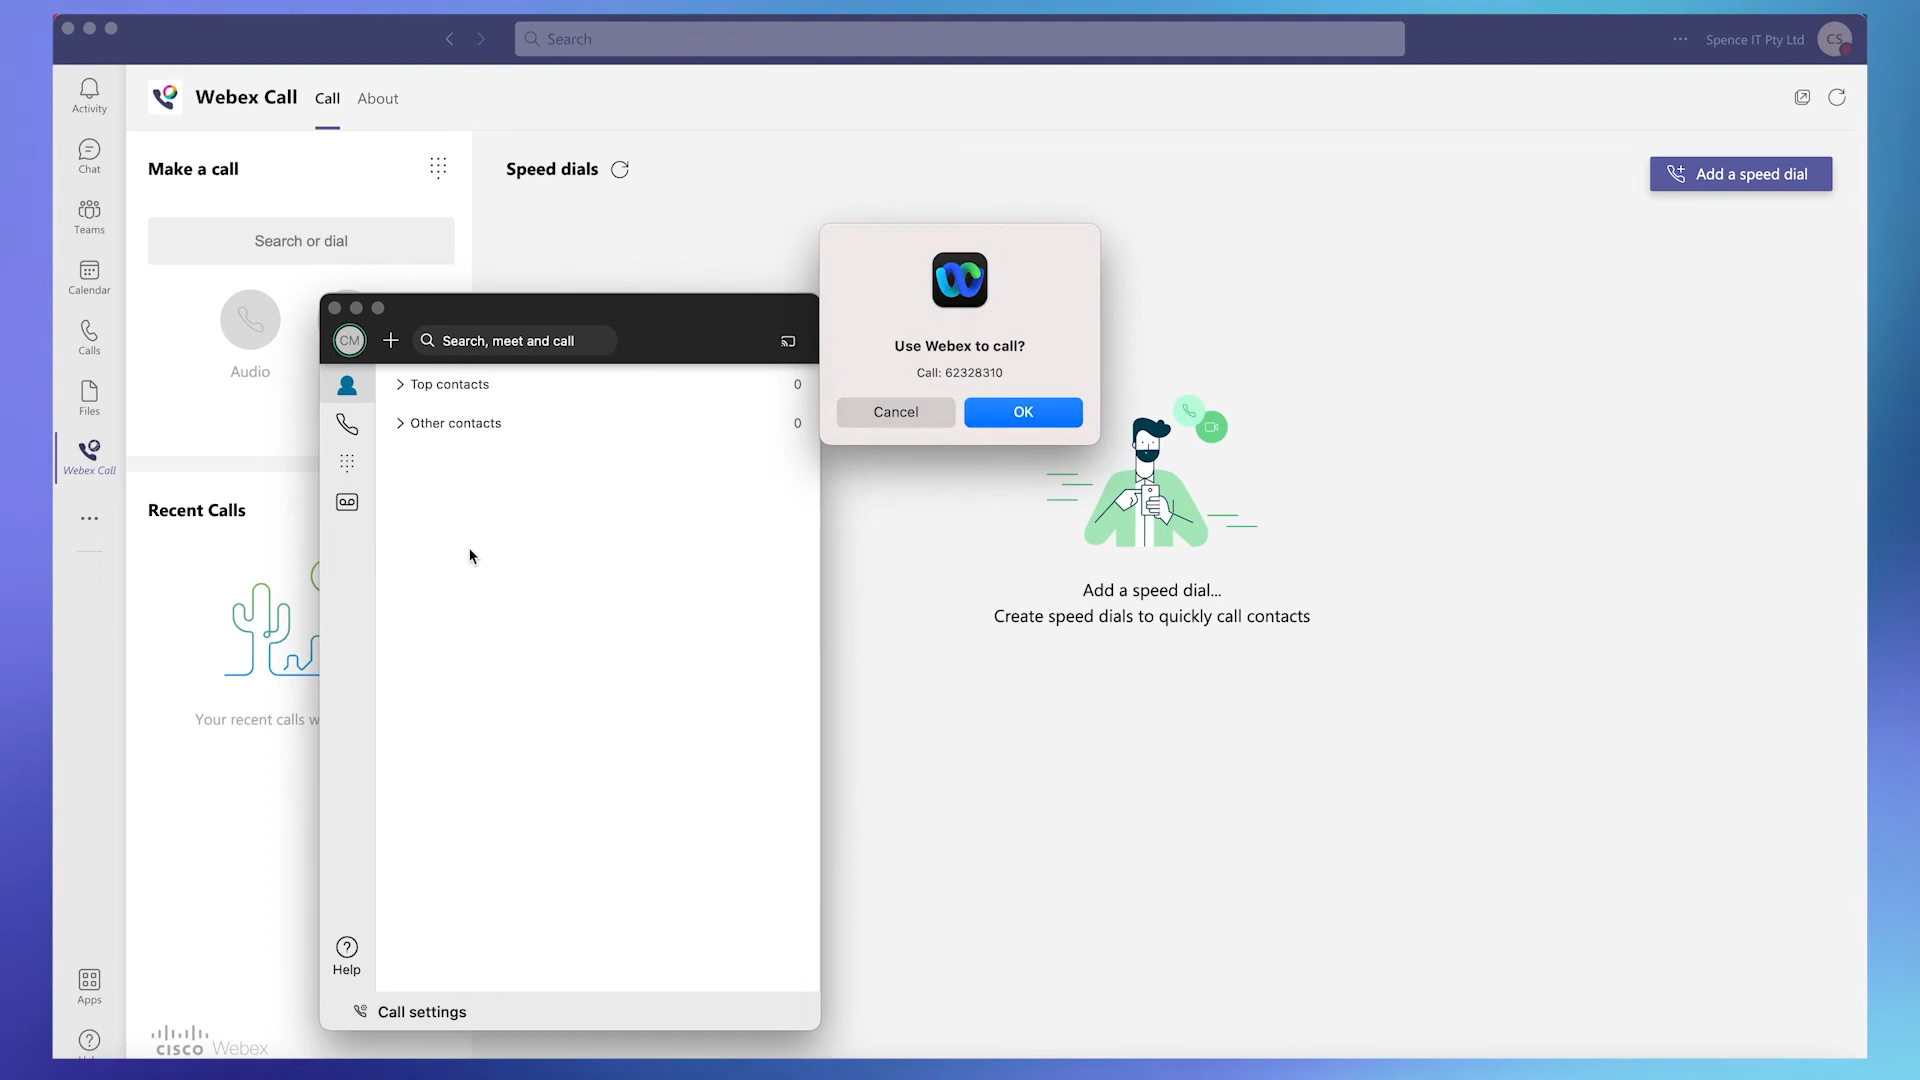 Search
Spence IT Pty Ltd
CS
Activity
Chat
Teams
Calendar
Calls
Files
Webex Call
Apps
Webex Call
Call
About
Make a call
Search or dial
Audio
Recent Calls
Your recent calls w
CISCO Webex
Speed dials
Add a speed dial
CM
Search, meet and call
Top contacts 0
Other contacts 0
Help
Call settings
Use Webex to call?
Call: 62328310
Cancel
OK
Add a speed dial...
Create speed dials to quickly call contacts